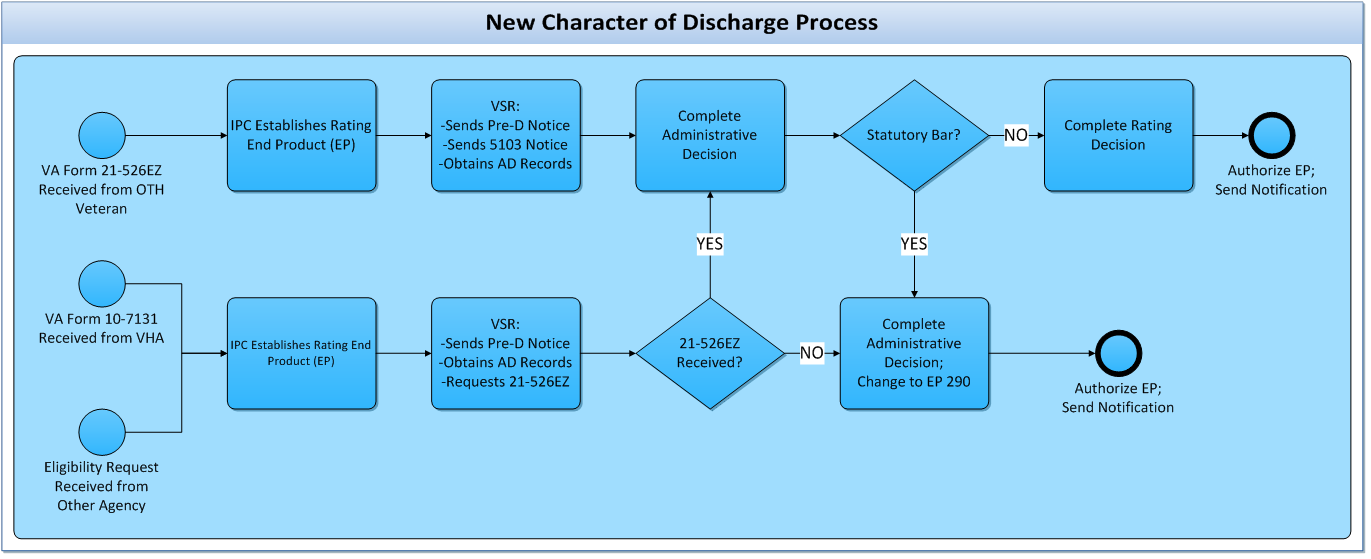 New Character of Discharge Process
VA Form 21-526EZ
Received from OTH
Veteran
IPC Establishes Rating
End Product (EP)
VSR:
-Sends Pre-D Notice
-Sends 5103 Notice
-Obtains AD Records
Complete
Administrative
Decision
Statutory Bar?
NO
Complete Rating
Decision
Authorize EP;
Send Notification
YES
YES
VA Form 10-7131
Received from VHA
Eligibility Request
Received from
Other Agency
IPC Establishes Rating End
Product (EP)
VSR:
-Sends Pre-D Notice
-Obtains AD Records
-Requests 21-526EZ
21-526EZ
Received?
NO
Complete
Administrative
Decision;
Change to EP 290
Authorize EP;
Send Notification